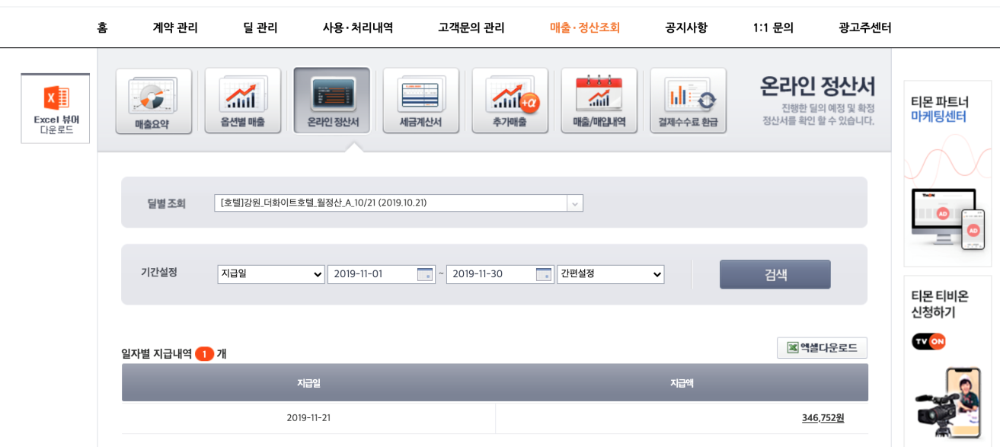 홈 계약 관리 딜 관리 사용·처리내역 고객문의 관리 매출·정산조회 공지사항 1:1 문의 광고주센터
Excel 뷰어
다운로드
매출요약 옵션별 매출 온라인 정산서 세금계산서 추가매출 매출/매입내역 결제수수료 환급
+α
온라인 정산서
진행한 딜의 예정 및 확정
정산서를 확인 할 수 있습니다.
티몬 파트너
마케팅센터
AD
AD
딜별 조회 [호텔]강원_더화이트호텔_월정산_A_10/21 (2019.10.21)
기간설정 지급일 2019-11-01 ~ 2019-11-30 간편설정 검색
티몬 티비온
신청하기
TV ON
일자별 지급내역 1 개 엑셀다운로드
지급일 지급액
2019-11-21 346,752원